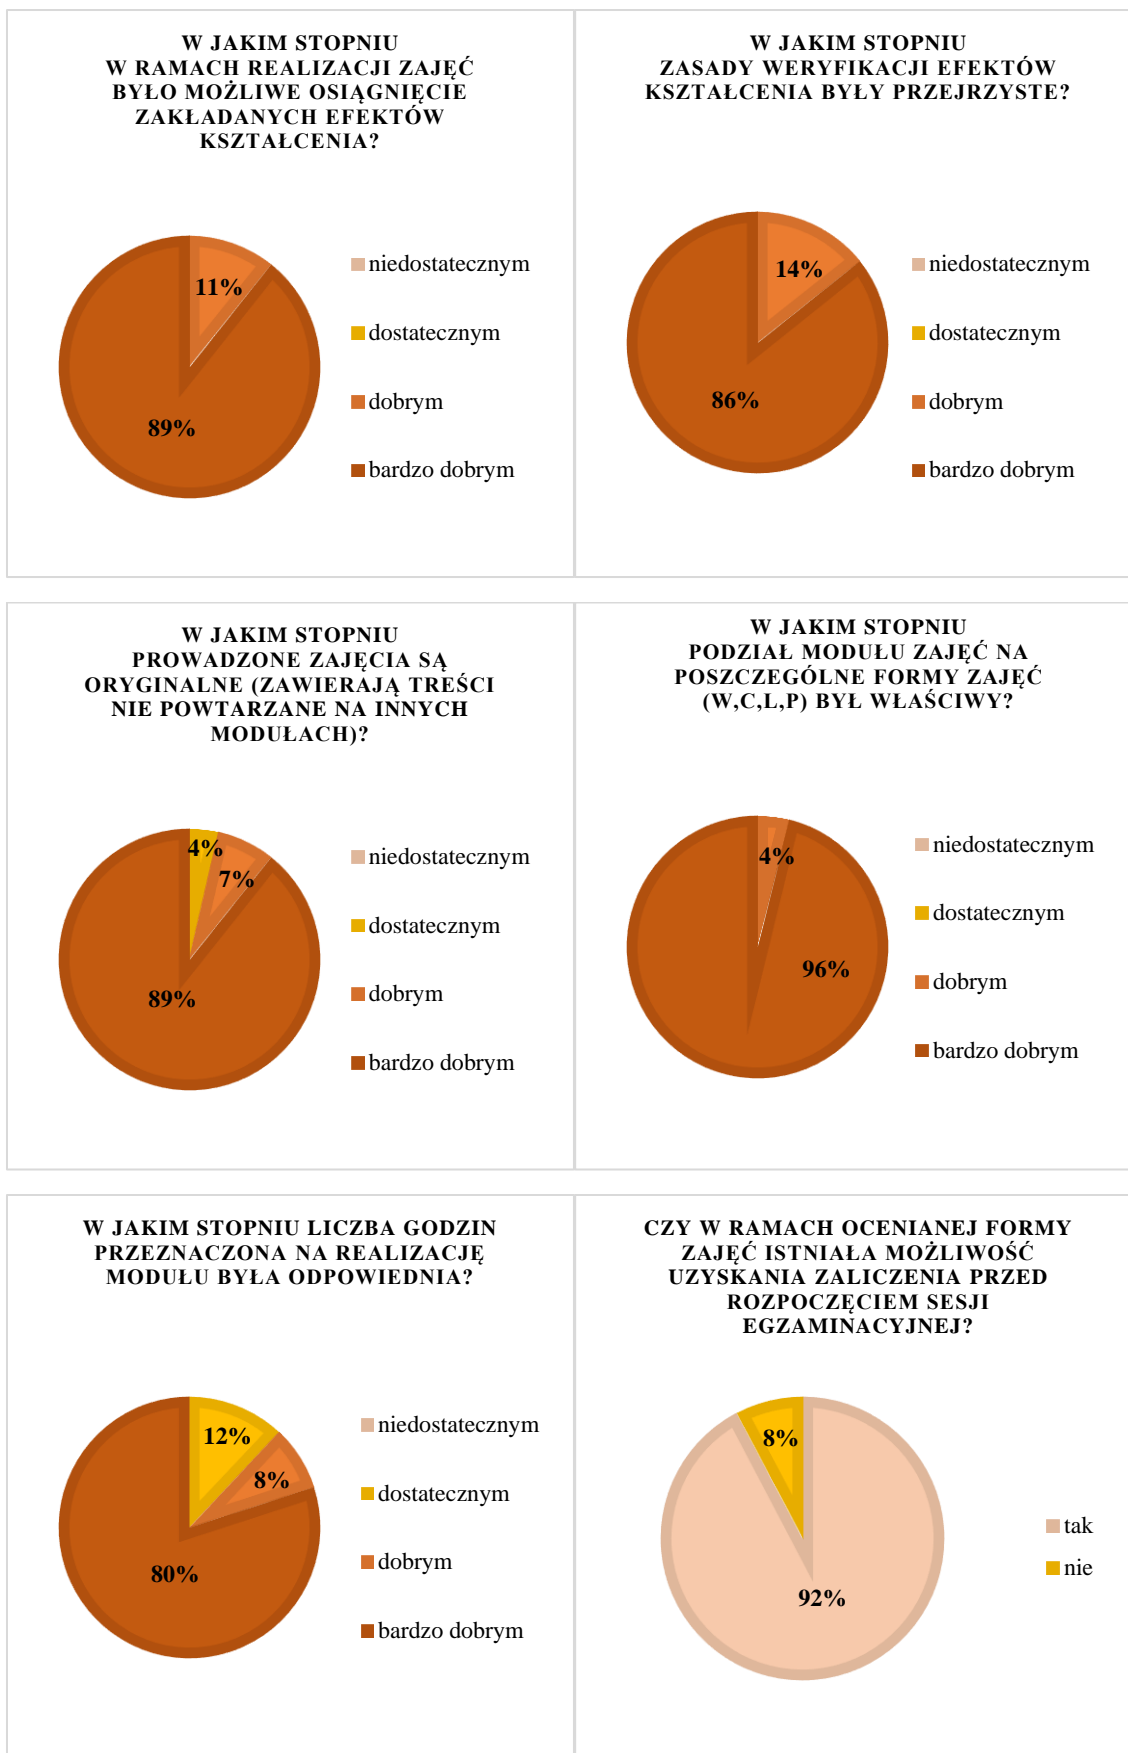 W JAKIM STOPNIU
W RAMACH REALIZACJI ZAJĘĆ
BYŁO MOŻLIWE OSIĄGNIĘCIE
ZAKŁADANYCH EFEKTÓW
KSZTAŁCENIA?
11%
89%
niedostatecznym
dostatecznym
dobrym
bardzo dobrym
W JAKIM STOPNIU
ZASADY WERYFIKACJI EFEKTÓW
KSZTAŁCENIA BYŁY PRZEJRZYSTE?
14%
86%
niedostatecznym
dostatecznym
dobrym
bardzo dobrym
W JAKIM STOPNIU
PROWADZONE ZAJĘCIA SĄ
ORYGINALNE (ZAWIERAJĄ TREŚCI
NIE POWTARZANE NA INNYCH
MODUŁACH)?
4%
7%
89%
niedostatecznym
dostatecznym
dobrym
bardzo dobrym
W JAKIM STOPNIU
PODZIAŁ MODUŁU ZAJĘĆ NA
POSZCZEGÓLNE FORMY ZAJĘĆ
(W,C,L,P) BYŁ WŁAŚCIWY?
4%
96%
niedostatecznym
dostatecznym
dobrym
bardzo dobrym
W JAKIM STOPNIU LICZBA GODZIN
PRZEZNACZONA NA REALIZACJĘ
MODUŁU BYŁA ODPOWIEDNIA?
12%
8%
80%
niedostatecznym
dostatecznym
dobrym
bardzo dobrym
CZY W RAMACH OCENIANEJ FORMY
ZAJĘĆ ISTNIAŁA MOŻLIWOŚĆ
UZYSKANIA ZALICZENIA PRZED
ROZPOCZĘCIEM SESJI
EGZAMINACYJNEJ?
8%
92%
tak
nie